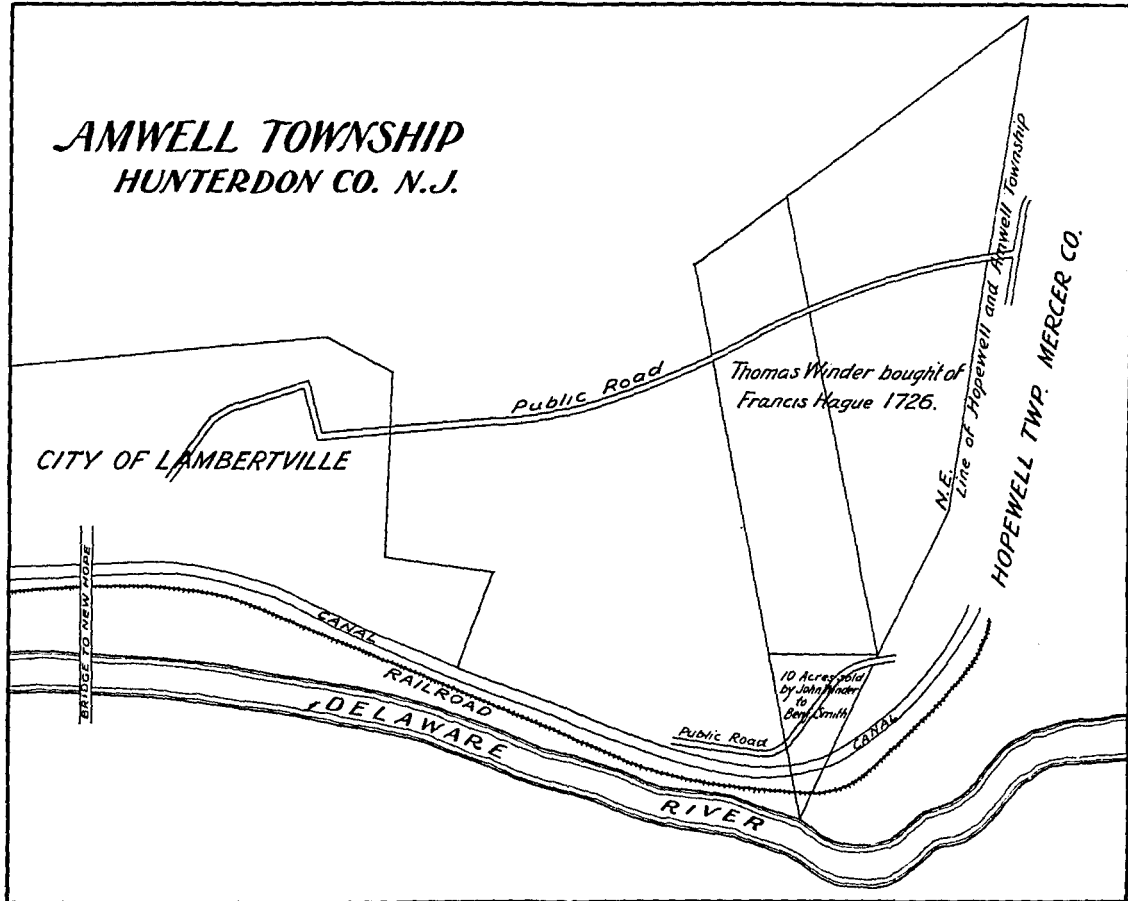 AMWELL TOWNSHIP
HUNTERDON CO. N.J.
Line of Hopewell and Amwell Township
N.E.
HOPEWELL TWP. MERCER CO.
Thomas Winder bought of
Francis Hague 1726.
Public Road
CITY OF LAMBERTVILLE
BRIDGE TO NEW HOPE
CANAL
RAILROAD
DELAWARE
RIVER
10 Acres sold
by John Winder
to
Benj. Smith
Public Road
CANAL